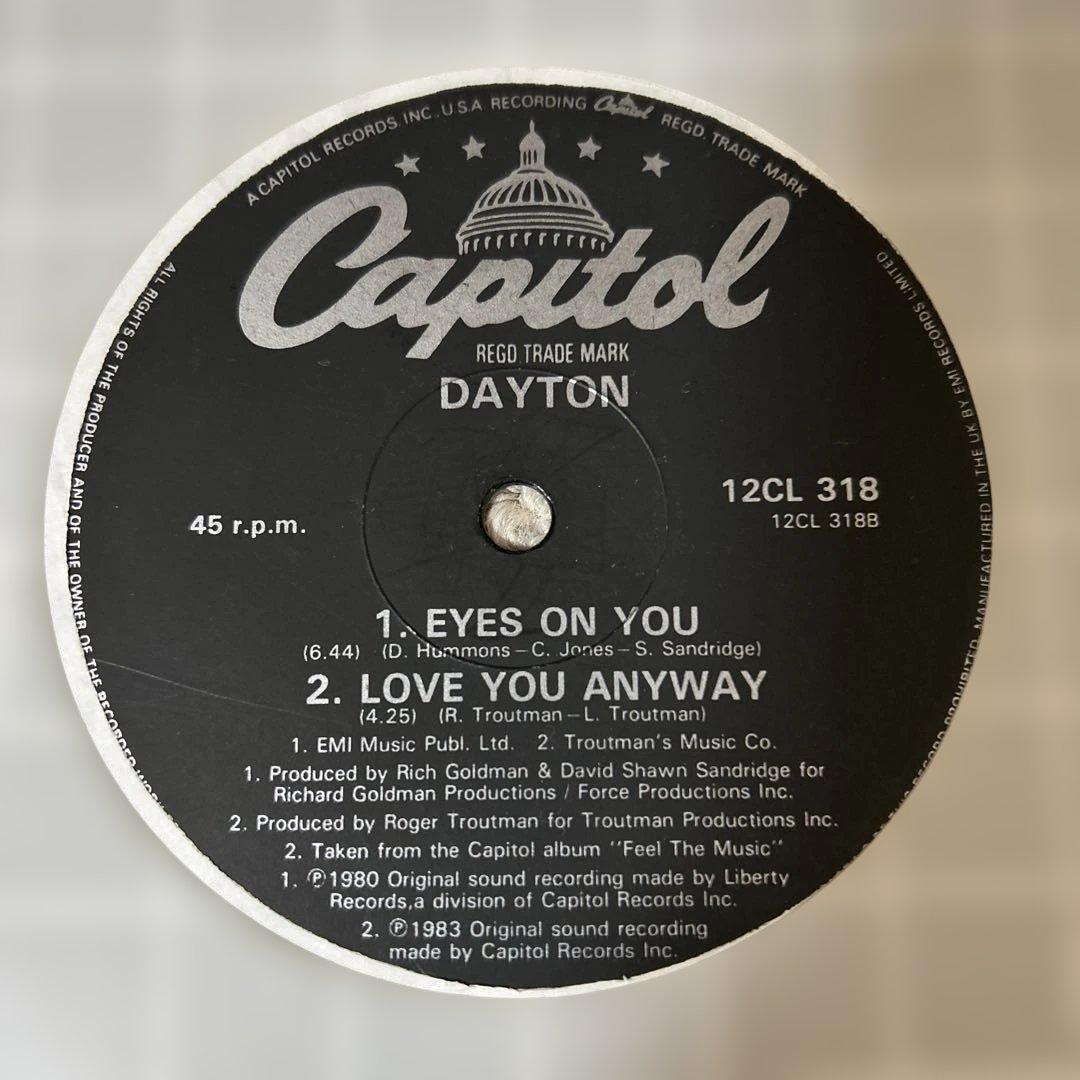 A CAPITOL RECORDS. INC. U.S.A RECORDING Capitol REGD. TRADE MARK
Capitol
REGD. TRADE MARK
DAYTON
12CL 318
12CL 318B
45 r.p.m.
1. EYES ON YOU
(6.44) (D. Hummons – C. Jones – S. Sandridge)
2. LOVE YOU ANYWAY
(4.25) (R. Troutman – L. Troutman)
1. EMI Music Publ. Ltd. 2. Troutman's Music Co.
1. Produced by Rich Goldman & David Shawn Sandridge for
Richard Goldman Productions / Force Productions Inc.
2. Produced by Roger Troutman for Troutman Productions Inc.
2. Taken from the Capitol album "Feel The Music"
1. ℗1980 Original sound recording made by Liberty
Records,a division of Capitol Records Inc.
2. ℗1983 Original sound recording
made by Capitol Records Inc.
ALL RIGHTS OF THE PRODUCER AND OF THE OWNER OF THE RECORDED
RECORD PROHIBITED. MANUFACTURED IN THE UK BY EMI RECORDS LIMITED